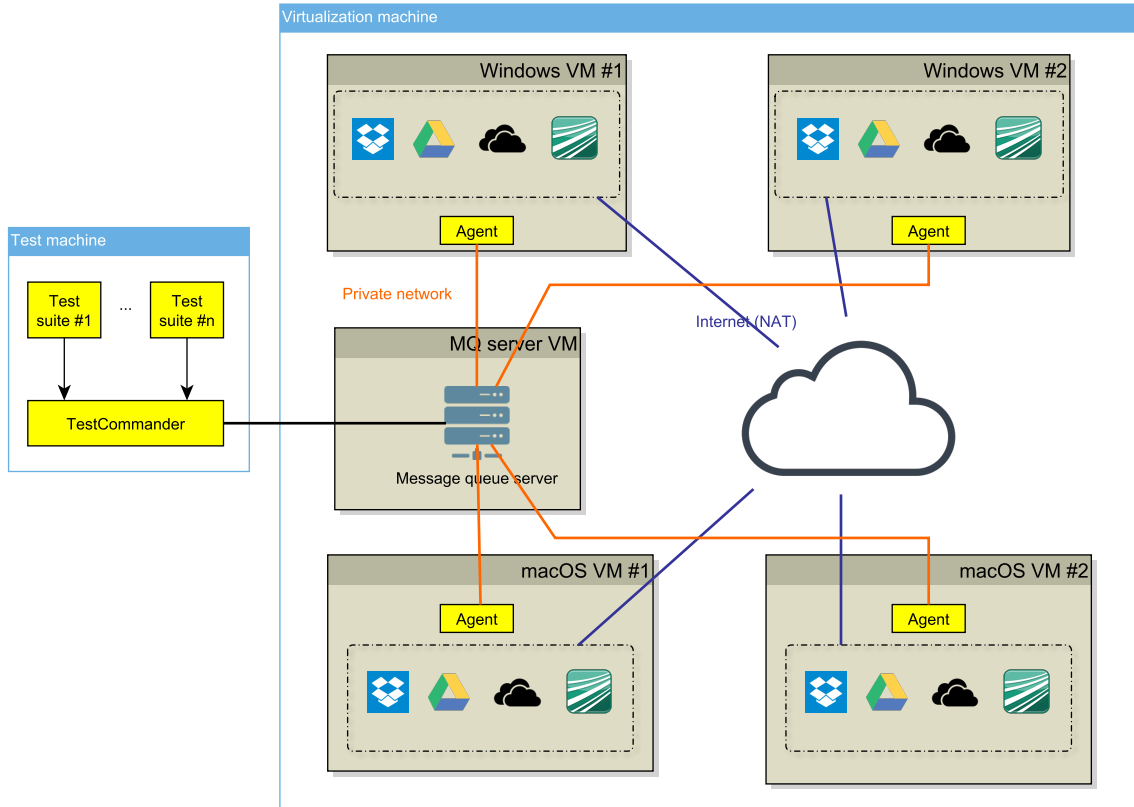 Virtualization machine
Windows VM #1
Windows VM #2
Agent
Agent
Test machine
Test
suite #1
...
Test
suite #n
TestCommander
Private network
Internet (NAT)
MQ server VM
Message queue server
macOS VM #1
macOS VM #2
Agent
Agent